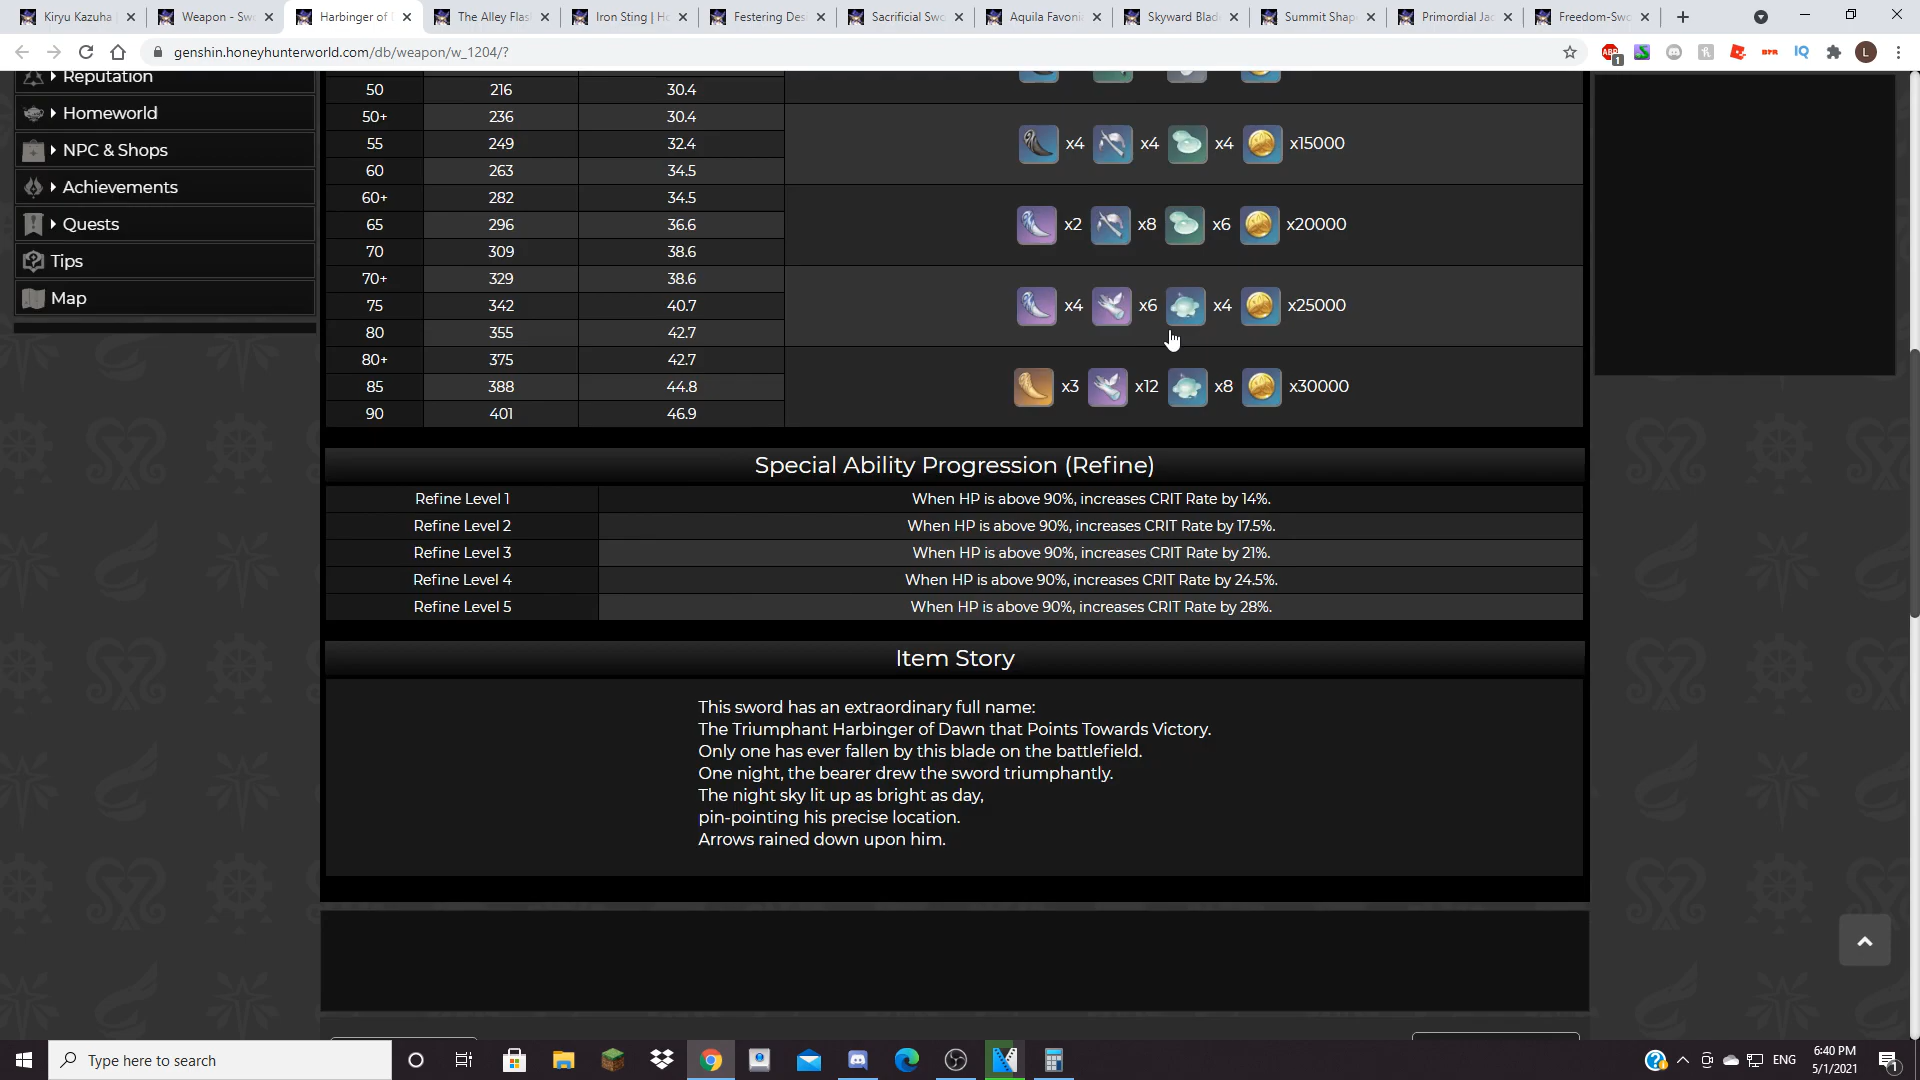 Kiryu Kazuha
Weapon - Swo
Harbinger of D
The Alley Flas
Iron Sting | Ho
Festering Des
Sacrificial Swo
Aquila Favoni
Skyward Blad
Summit Shap
Primordial Ja
Freedom-Swo
genshin.honeyhunterworld.com/db/weapon/w_1204/?
ABP
1
BTR
IQ
L
Reputation
Homeworld
NPC & Shops
Achievements
Quests
Tips
Map
50 216 30.4
50+ 236 30.4
55 249 32.4 x4 x4 x4 x15000
60 263 34.5
60+ 282 34.5
65 296 36.6 x2 x8 x6 x20000
70 309 38.6
70+ 329 38.6
75 342 40.7 x4 x6 x4 x25000
80 355 42.7
80+ 375 42.7
85 388 44.8 x3 x12 x8 x30000
90 401 46.9
Special Ability Progression (Refine)
Refine Level 1 When HP is above 90%, increases CRIT Rate by 14%.
Refine Level 2 When HP is above 90%, increases CRIT Rate by 17.5%.
Refine Level 3 When HP is above 90%, increases CRIT Rate by 21%.
Refine Level 4 When HP is above 90%, increases CRIT Rate by 24.5%.
Refine Level 5 When HP is above 90%, increases CRIT Rate by 28%.
Item Story
This sword has an extraordinary full name:
The Triumphant Harbinger of Dawn that Points Towards Victory.
Only one has ever fallen by this blade on the battlefield.
One night, the bearer drew the sword triumphantly.
The night sky lit up as bright as day,
pin-pointing his precise location.
Arrows rained down upon him.
Type here to search
ENG
6:40 PM
5/1/2021
1